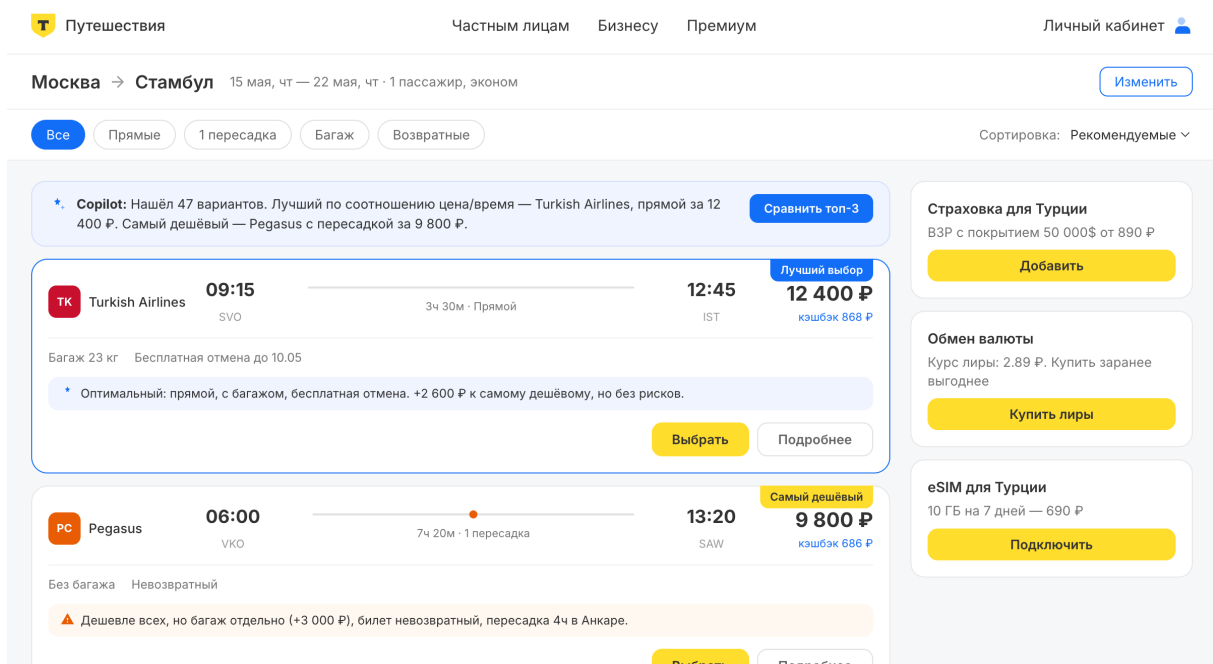 Т Путешествия
Частным лицам Бизнесу Премиум
Личный кабинет
Москва → Стамбул 15 мая, чт — 22 мая, чт · 1 пассажир, эконом
Изменить
Все Прямые 1 пересадка Багаж Возвратные
Сортировка: Рекомендуемые
Copilot: Нашёл 47 вариантов. Лучший по соотношению цена/время — Turkish Airlines, прямой за 12
400 ₽. Самый дешёвый — Pegasus с пересадкой за 9 800 ₽.
Сравнить топ-3
Лучший выбор
TK Turkish Airlines
09:15
SVO
3ч 30м · Прямой
12:45
IST
12 400 ₽
кэшбэк 868 ₽
Багаж 23 кг Бесплатная отмена до 10.05
Оптимальный: прямой, с багажом, бесплатная отмена. +2 600 ₽ к самому дешёвому, но без рисков.
Выбрать Подробнее
Самый дешёвый
PC Pegasus
06:00
VKO
7ч 20м · 1 пересадка
13:20
SAW
9 800 ₽
кэшбэк 686 ₽
Без багажа Невозвратный
Дешевле всех, но багаж отдельно (+3 000 ₽), билет невозвратный, пересадка 4ч в Анкаре.
Выбрать Подробнее
Страховка для Турции
ВЗР с покрытием 50 000$ от 890 ₽
Добавить
Обмен валюты
Курс лиры: 2.89 ₽. Купить заранее
выгоднее
Купить лиры
eSIM для Турции
10 ГБ на 7 дней — 690 ₽
Подключить